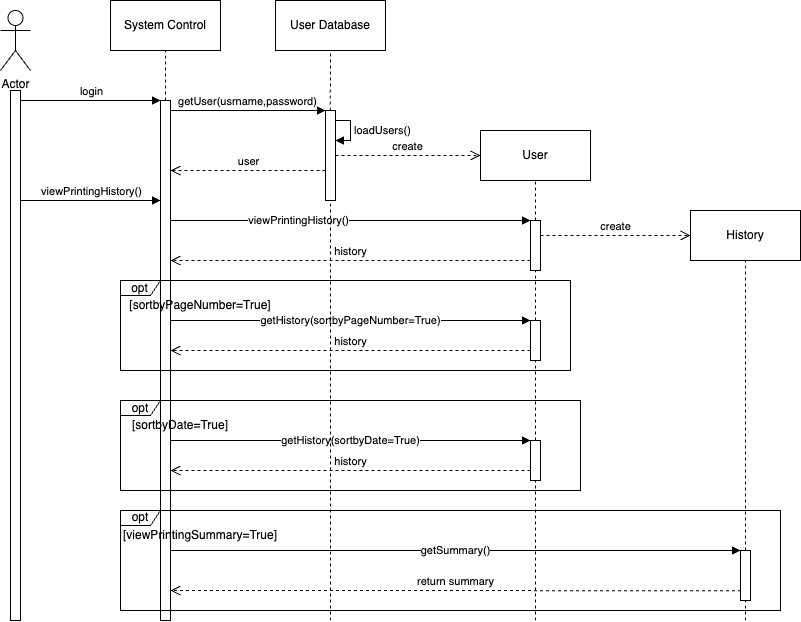 System Control
User Database
Actor
login
getUser(usrname,password)
loadUsers()
create
User
user
viewPrintingHistory()
viewPrintingHistory()
create
History
history
opt
[sortbyPageNumber=True]
getHistory(sortbyPageNumber=True)
history
opt
[sortbyDate=True]
getHistory(sortbyDate=True)
history
opt
[viewPrintingSummary=True]
getSummary()
return summary